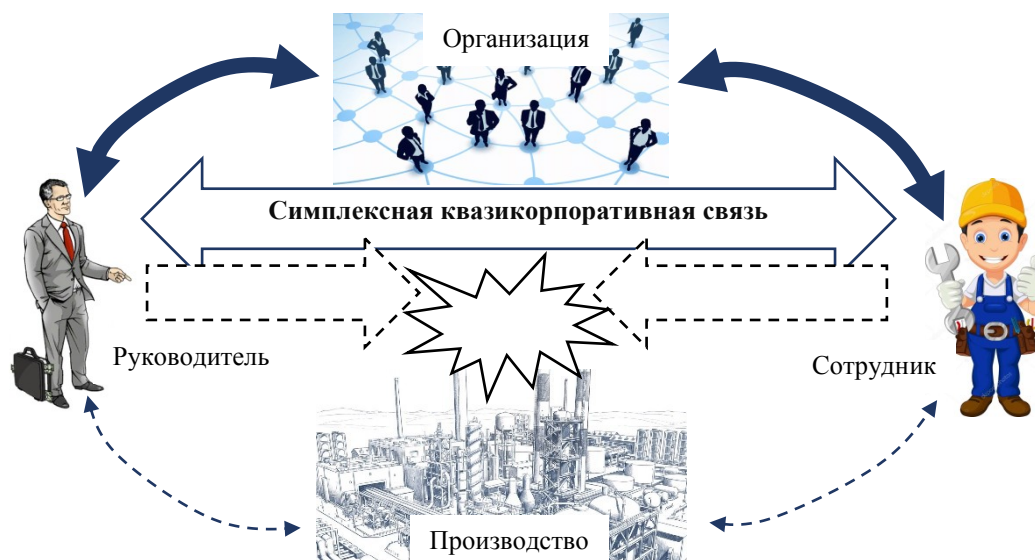 Организация
Симплексная квазикорпоративная связь
Руководитель
Сотрудник
Производство